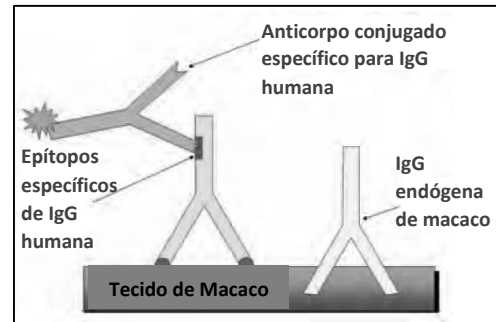 Anticorpo conjugado
específico para IgG
humana
Epítopos
específicos
de IgG
humana
IgG
endógena
de macaco
Tecido de Macaco